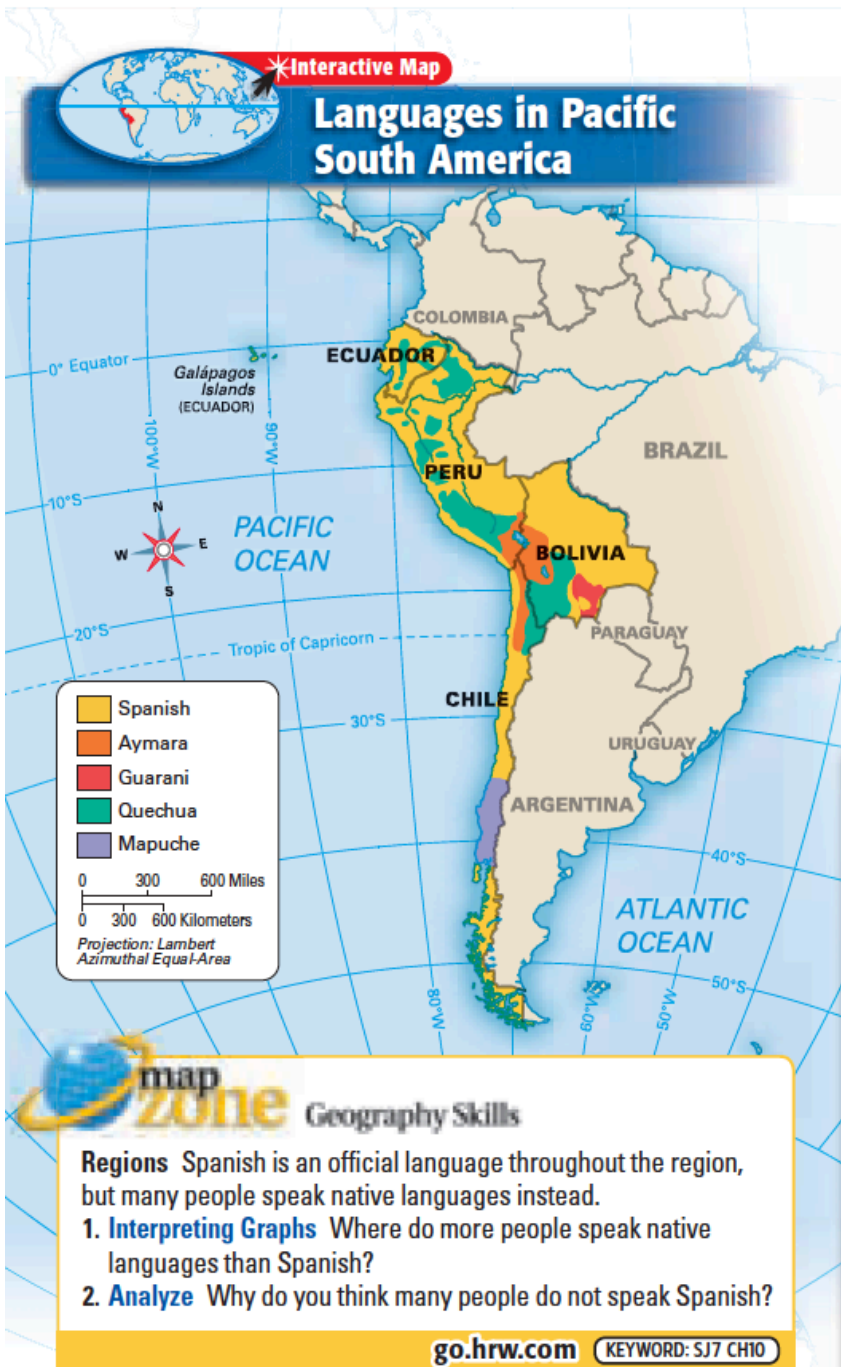 Interactive Map
Languages in Pacific
South America
COLOMBIA
0° Equator
ECUADOR
Galápagos
Islands
(ECUADOR)
100°W
90°W
BRAZIL
PERU
10°S
N
W
E
S
PACIFIC
OCEAN
BOLIVIA
20°S
PARAGUAY
Tropic of Capricorn
CHILE
30°S
Spanish
Aymara
Guarani
Quechua
Mapuche
0 300 600 Miles
0 300 600 Kilometers
Projection: Lambert
Azimuthal Equal-Area
URUGUAY
ARGENTINA
40°S
ATLANTIC
OCEAN
50°S
80°W
60°W
50°W
map
zone Geography Skills
Regions Spanish is an official language throughout the region,
but many people speak native languages instead.
1. Interpreting Graphs Where do more people speak native
languages than Spanish?
2. Analyze Why do you think many people do not speak Spanish?
go.hrw.com KEYWORD: SJ7 CH10